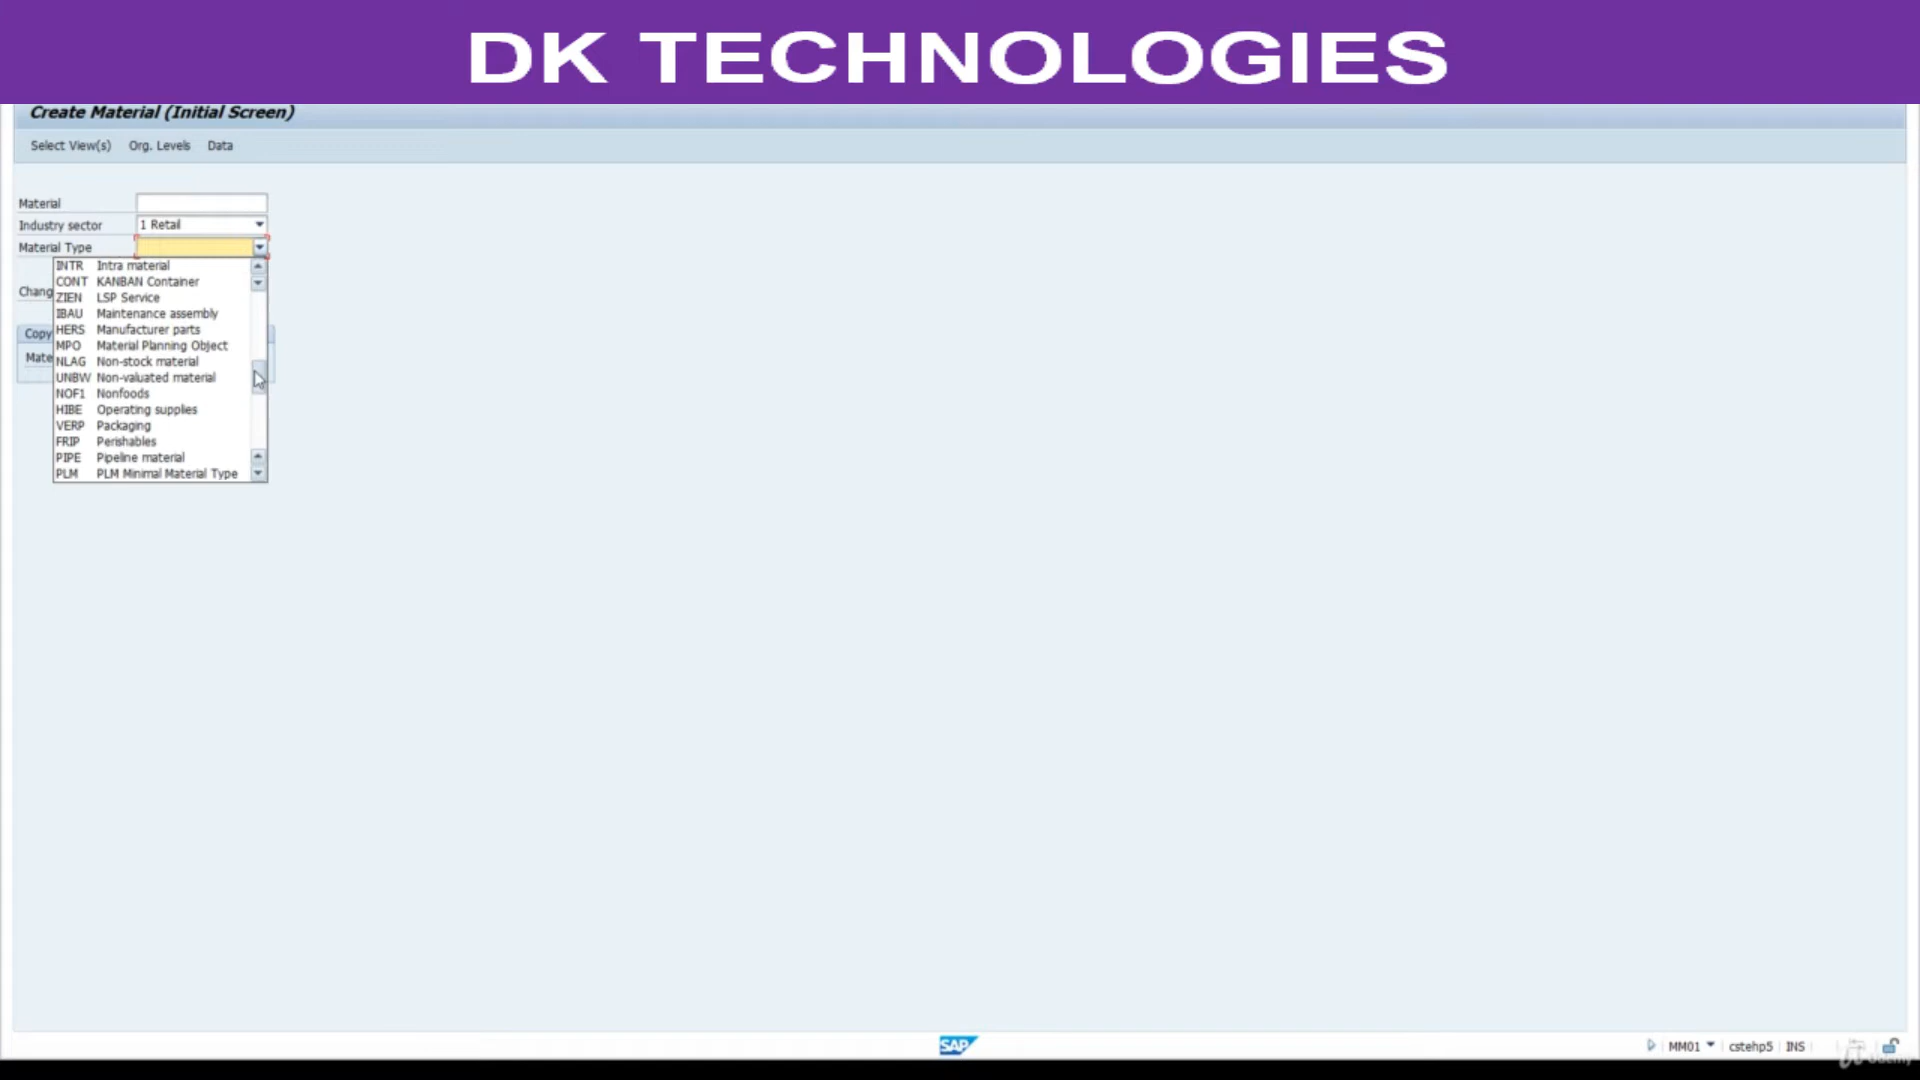 DK TECHNOLOGIES
Create Material (Initial Screen)
Select View(s) Org. Levels Data
Material
Industry sector 1 Retail
Material Type
INTR Intra material
CONT KANBAN Container
Chang
ZIEN LSP Service
IBAU Maintenance assembly
Copy
HERS Manufacturer parts
MPO Material Planning Object
Mate
NLAG Non-stock material
UNBW Non-valuated material
NOF1 Nonfoods
HIBE Operating supplies
VERP Packaging
FRIP Perishables
PIPE Pipeline material
PLM PLM Minimal Material Type
SAP
MM01 cstehp5 INS
Udemy